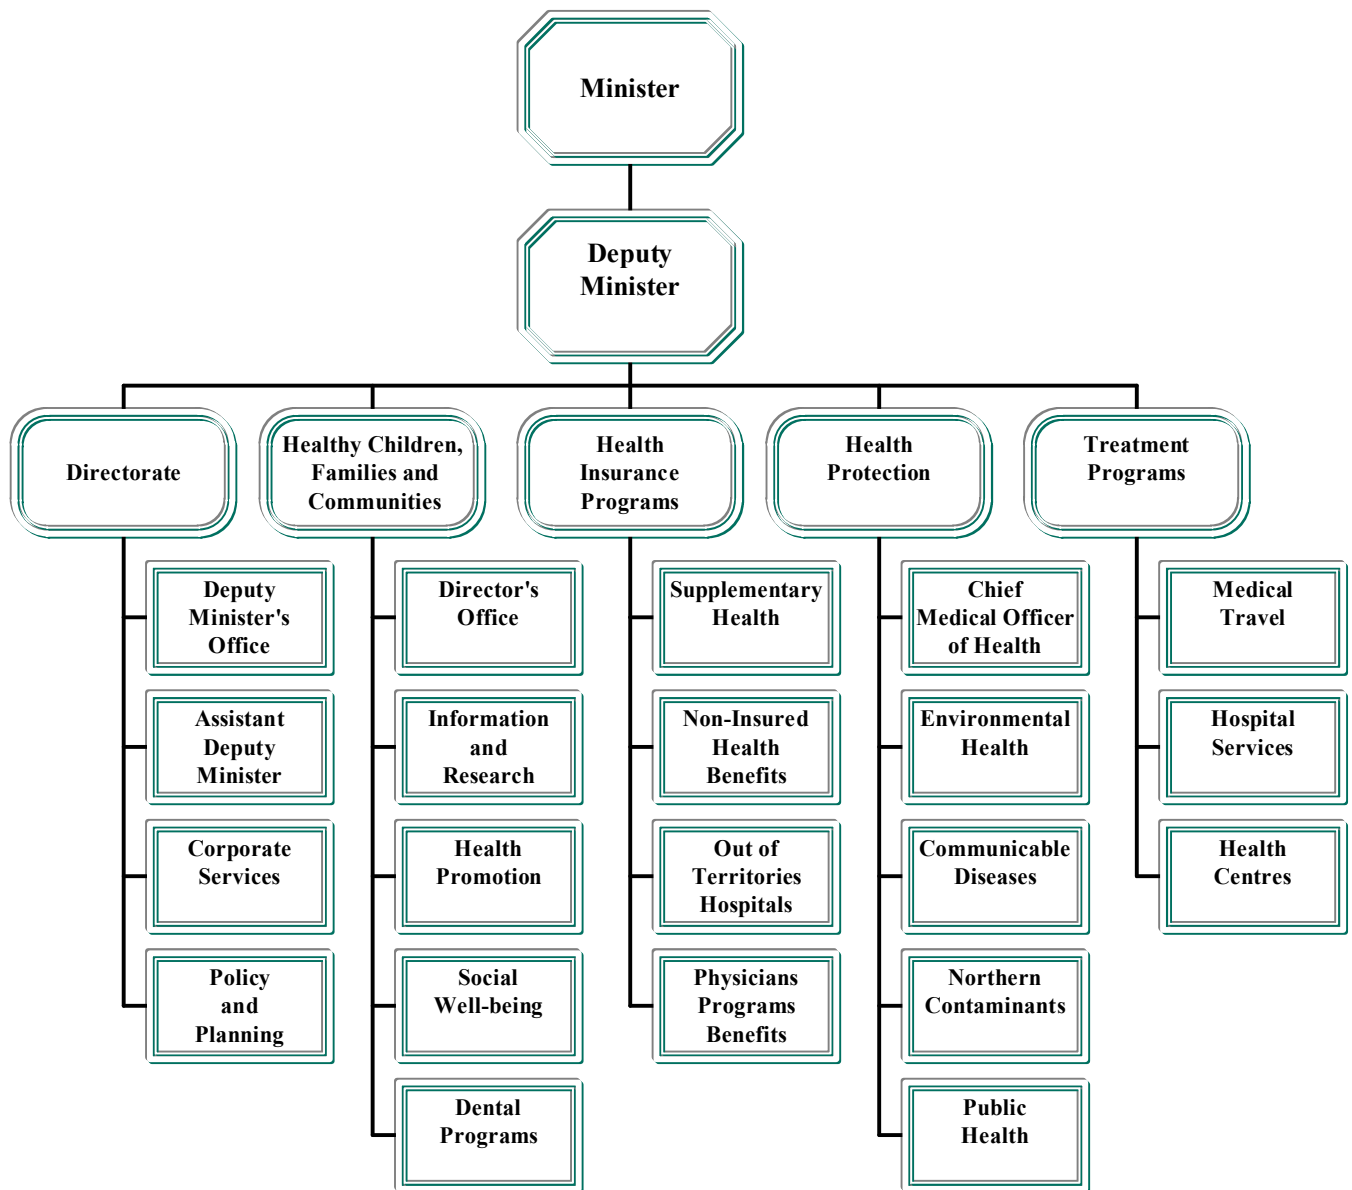 Minister
Deputy
Minister
Directorate
Healthy Children,
Families and
Communities
Health
Insurance
Programs
Health
Protection
Treatment
Programs
Deputy
Minister's
Office
Assistant
Deputy
Minister
Corporate
Services
Policy
and
Planning
Director's
Office
Information
and
Research
Health
Promotion
Social
Well-being
Dental
Programs
Supplementary
Health
Non-Insured
Health
Benefits
Out of
Territories
Hospitals
Physicians
Programs
Benefits
Chief
Medical Officer
of Health
Environmental
Health
Communicable
Diseases
Northern
Contaminants
Public
Health
Medical
Travel
Hospital
Services
Health
Centres